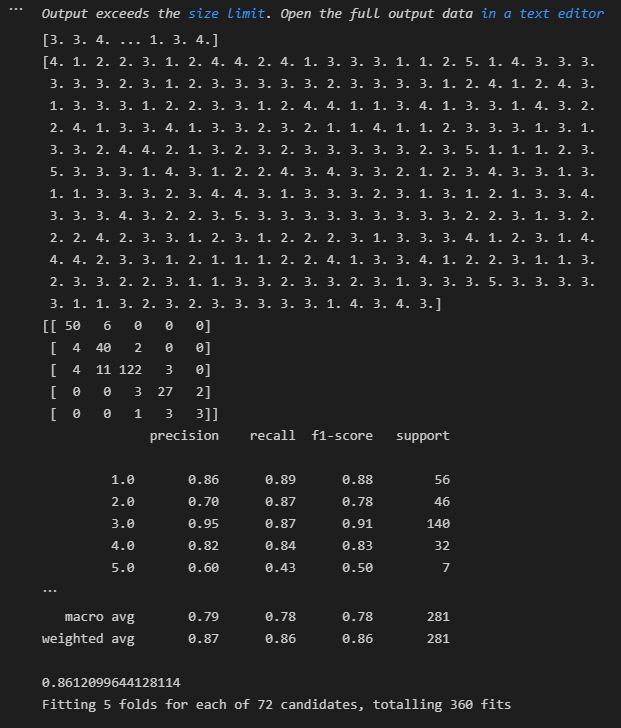 ... Output exceeds the size limit. Open the full output data in a text editor
[3. 3. 4. ... 1. 3. 4.]
[4. 1. 2. 2. 3. 1. 2. 4. 4. 2. 4. 1. 3. 3. 3. 1. 1. 2. 5. 1. 4. 3. 3. 3.
3. 3. 3. 2. 3. 1. 2. 3. 3. 3. 3. 3. 2. 3. 3. 3. 3. 1. 2. 4. 1. 2. 4. 3.
1. 3. 3. 3. 1. 2. 2. 3. 3. 1. 2. 4. 4. 1. 1. 3. 4. 1. 3. 3. 1. 4. 3. 2.
2. 4. 1. 3. 3. 4. 1. 3. 3. 2. 3. 2. 1. 1. 4. 1. 1. 2. 3. 3. 3. 1. 3. 1.
3. 3. 2. 4. 4. 2. 1. 3. 2. 3. 2. 3. 3. 3. 3. 3. 2. 3. 5. 1. 1. 1. 2. 3.
5. 3. 3. 3. 1. 4. 3. 1. 2. 2. 4. 3. 4. 3. 3. 2. 1. 2. 3. 4. 3. 3. 1. 3.
1. 1. 3. 3. 3. 2. 3. 4. 4. 3. 1. 3. 3. 3. 2. 3. 1. 3. 1. 2. 1. 3. 3. 4.
3. 3. 3. 4. 3. 2. 2. 3. 5. 3. 3. 3. 3. 3. 3. 3. 3. 3. 2. 2. 3. 1. 3. 2.
2. 2. 4. 2. 3. 3. 1. 2. 3. 1. 2. 2. 2. 3. 1. 3. 3. 3. 4. 1. 2. 3. 1. 4.
4. 4. 2. 3. 3. 1. 2. 1. 1. 1. 2. 2. 4. 1. 3. 3. 4. 1. 2. 2. 3. 1. 1. 3.
2. 3. 3. 2. 2. 3. 1. 1. 3. 3. 2. 3. 3. 2. 3. 1. 3. 3. 3. 5. 3. 3. 3. 3.
3. 1. 1. 3. 2. 3. 2. 3. 3. 3. 3. 3. 1. 4. 3. 4. 3.]
[[ 50 6 0 0 0]
[ 4 40 2 0 0]
[ 4 11 122 3 0]
[ 0 0 3 27 2]
[ 0 0 1 3 3]]
precision recall f1-score support
1.0 0.86 0.89 0.88 56
2.0 0.70 0.87 0.78 46
3.0 0.95 0.87 0.91 140
4.0 0.82 0.84 0.83 32
5.0 0.60 0.43 0.50 7
...
macro avg 0.79 0.78 0.78 281
weighted avg 0.87 0.86 0.86 281
0.8612099644128114
Fitting 5 folds for each of 72 candidates, totalling 360 fits